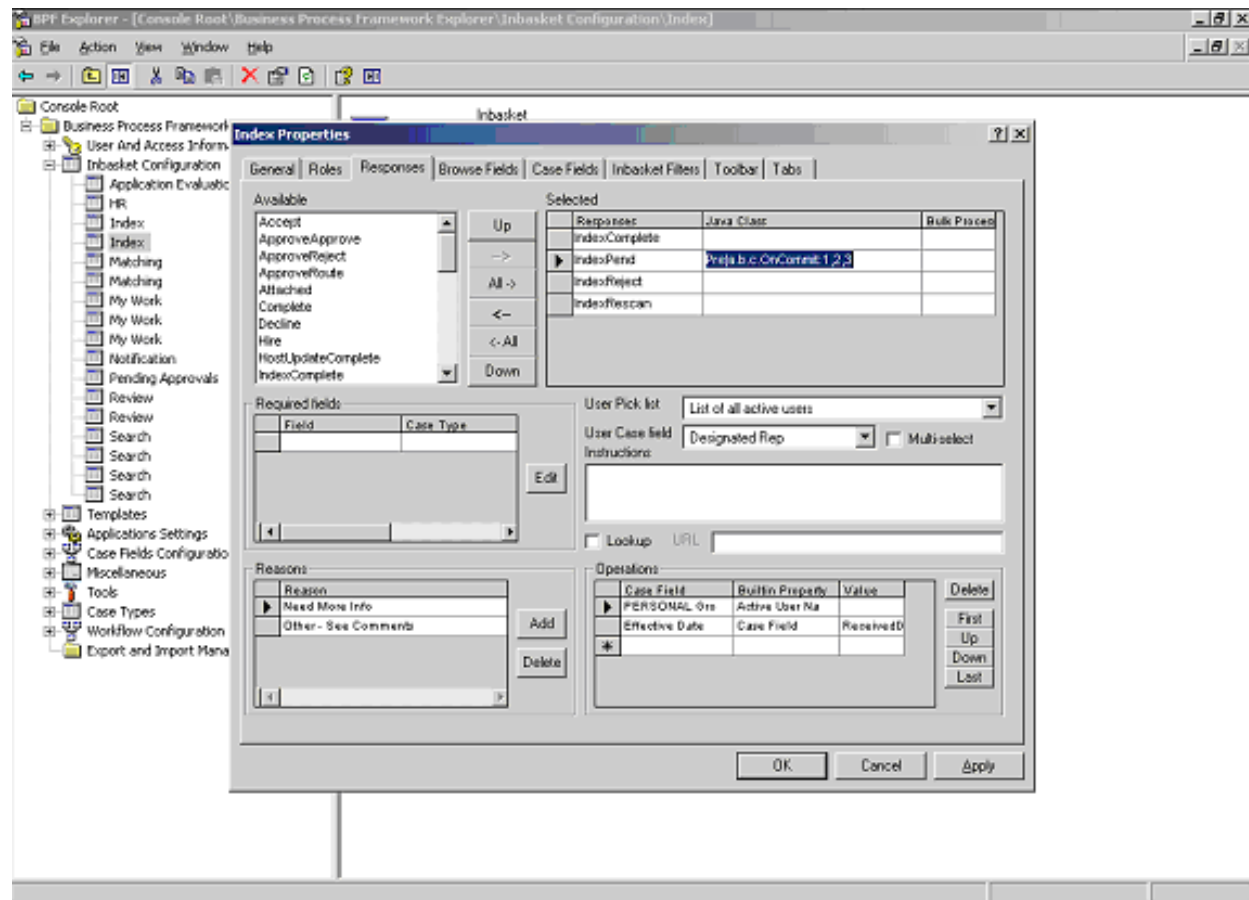 BPF Explorer - [Console Root\Business Process Framework Explorer\Inbasket Configuration\Index]
File Action View Window Help
Console Root
Business Process Framework
User And Access Inform
Inbasket Configuration
Application Evaluatic
HR
Index
Index
Matching
Matching
My Work
My Work
My Work
Notification
Pending Approvals
Review
Review
Search
Search
Search
Search
Templates
Applications Settings
Case Fields Configuratio
Miscellaneous
Tools
Case Types
Workflow Configuration
Export and Import Mana
Inbasket
Index Properties
General Roles Responses Browse Fields Case Fields Inbasket Filters Toolbar Tabs
Available
Accept
ApproveApprove
ApproveReject
ApproveRoute
Attached
Complete
Decline
Hire
HostUpdateComplete
IndexComplete
Up
-->
All ->
<--
<- All
Down
Selected
Responses Java Class Bulk Proces
IndexComplete
IndexPend Pre|a.b.c.OnCommit:1,2,3
IndexReject
IndexRescan
Required fields
Field Case Type
Edit
User Pick list List of all active users
User Case field Designated Rep Multi-select
Instructions
Lookup URL
Reasons
Reason
Need More Info
Other - See Comments
Add
Delete
Operations
Case Field Builtin Property Value
PERSONAL Gro Active User Na
Effective Date Case Field ReceivedD
Delete
First
Up
Down
Last
OK Cancel Apply